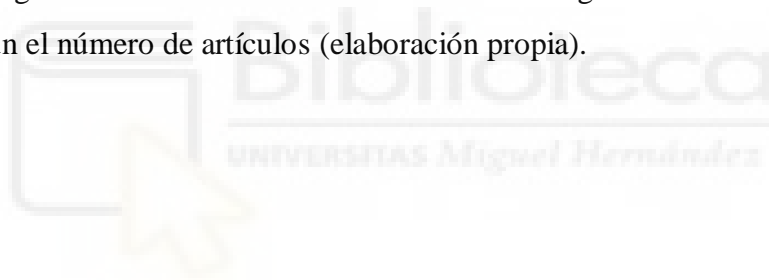 n el número de artículos (elaboración propia).
Biblioteca
UNIVERSITAS Miguel Hernández